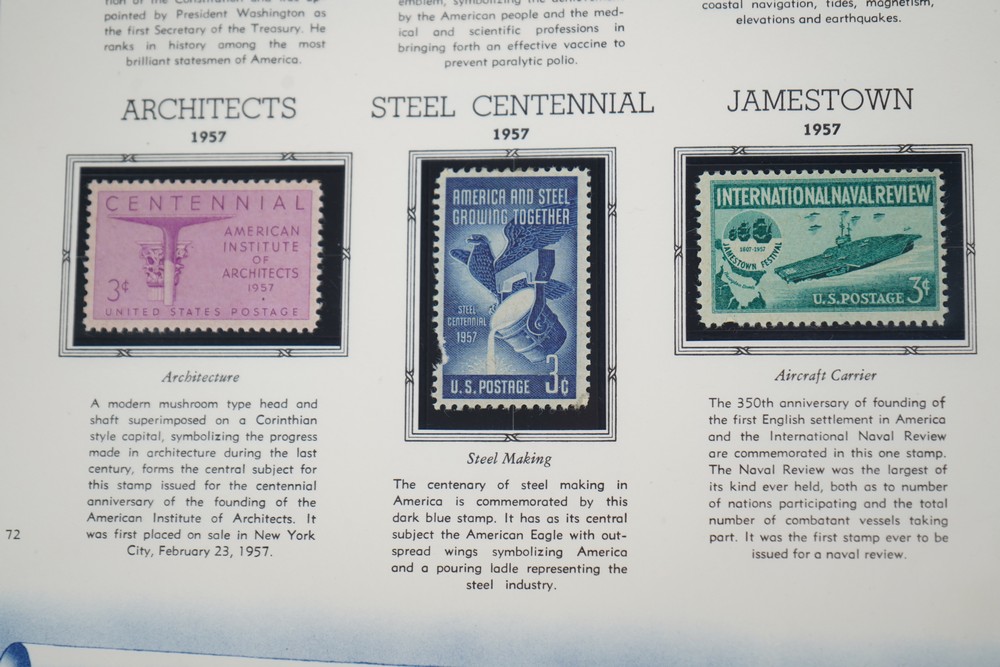 pointed by President Washington as
the first Secretary of the Treasury. He
ranks in history among the most
brilliant statesmen of America.
by the American people and the med-
ical and scientific professions in
bringing forth an effective vaccine to
prevent paralytic polio.
coastal navigation, tides, magnetism,
elevations and earthquakes.
ARCHITECTS
1957
CENTENNIAL
AMERICAN
INSTITUTE
OF
ARCHITECTS
1957
3¢
UNITED STATES POSTAGE
Architecture
A modern mushroom type head and
shaft superimposed on a Corinthian
style capital, symbolizing the progress
made in architecture during the last
century, forms the central subject for
this stamp issued for the centennial
anniversary of the founding of the
American Institute of Architects. It
was first placed on sale in New York
City, February 23, 1957.
STEEL CENTENNIAL
1957
AMERICA AND STEEL
GROWING TOGETHER
STEEL
CENTENNIAL
1957
U.S. POSTAGE 3¢
Steel Making
The centenary of steel making in
America is commemorated by this
dark blue stamp. It has as its central
subject the American Eagle with out-
spread wings symbolizing America
and a pouring ladle representing the
steel industry.
JAMESTOWN
1957
INTERNATIONAL NAVAL REVIEW
1607-1957
JAMESTOWN FESTIVAL
U.S. POSTAGE 3¢
Aircraft Carrier
The 350th anniversary of founding of
the first English settlement in America
and the International Naval Review
are commemorated in this one stamp.
The Naval Review was the largest of
its kind ever held, both as to number
of nations participating and the total
number of combatant vessels taking
part. It was the first stamp ever to be
issued for a naval review.
72